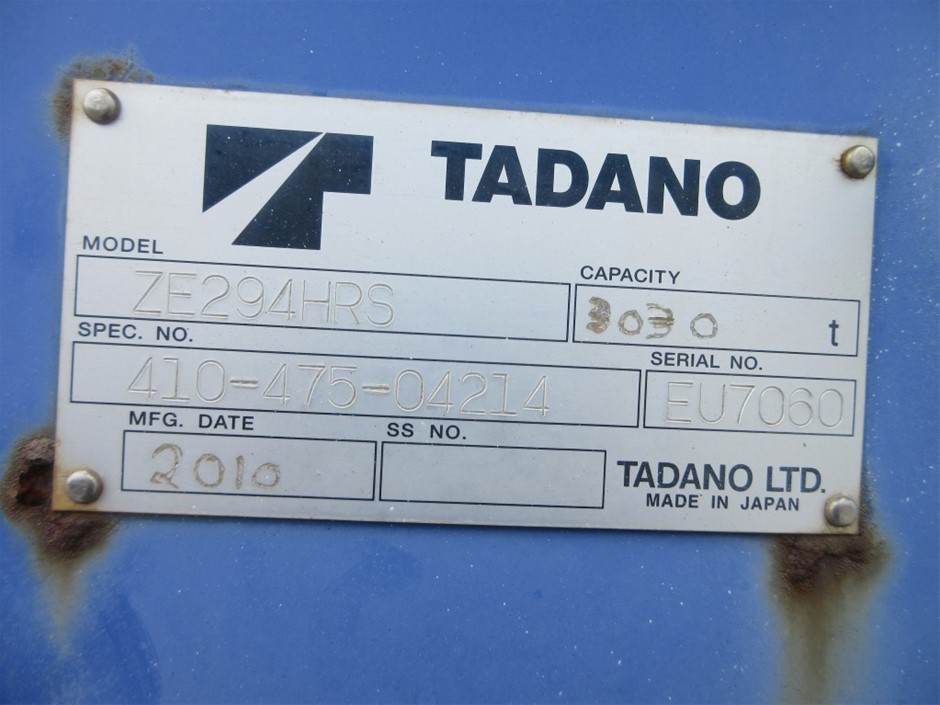 TADANO
MODEL
ZE294HRS
CAPACITY
3030 t
SPEC. NO.
410-475-04214
SERIAL NO.
EU7060
MFG. DATE
2010
SS NO.
TADANO LTD.
MADE IN JAPAN